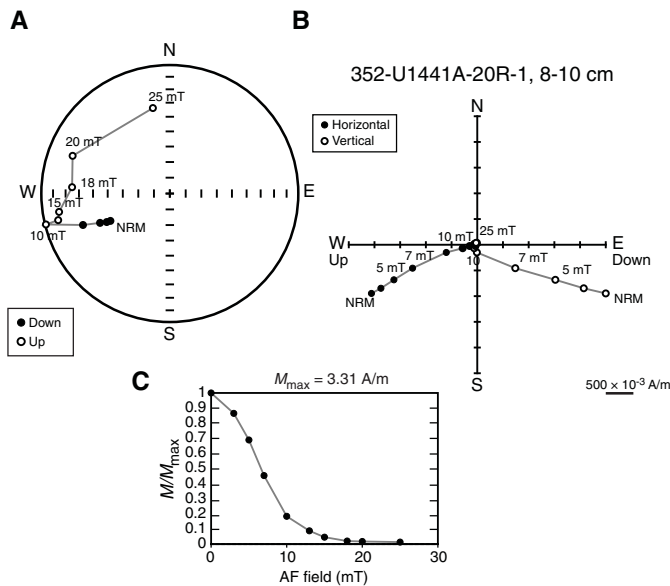 A
N
W
E
S
25 mT
20 mT
18 mT
15 mT
10 mT
NRM
Down
Up
B
352-U1441A-20R-1, 8-10 cm
Horizontal
Vertical
N
W
Up
E
Down
S
25 mT
10 mT
10
7 mT
7 mT
5 mT
5 mT
NRM
NRM
500 × 10⁻³ A/m
C
Mmax = 3.31 A/m
M/Mmax
1
0.9
0.8
0.7
0.6
0.5
0.4
0.3
0.2
0.1
0
0
10
20
30
AF field (mT)